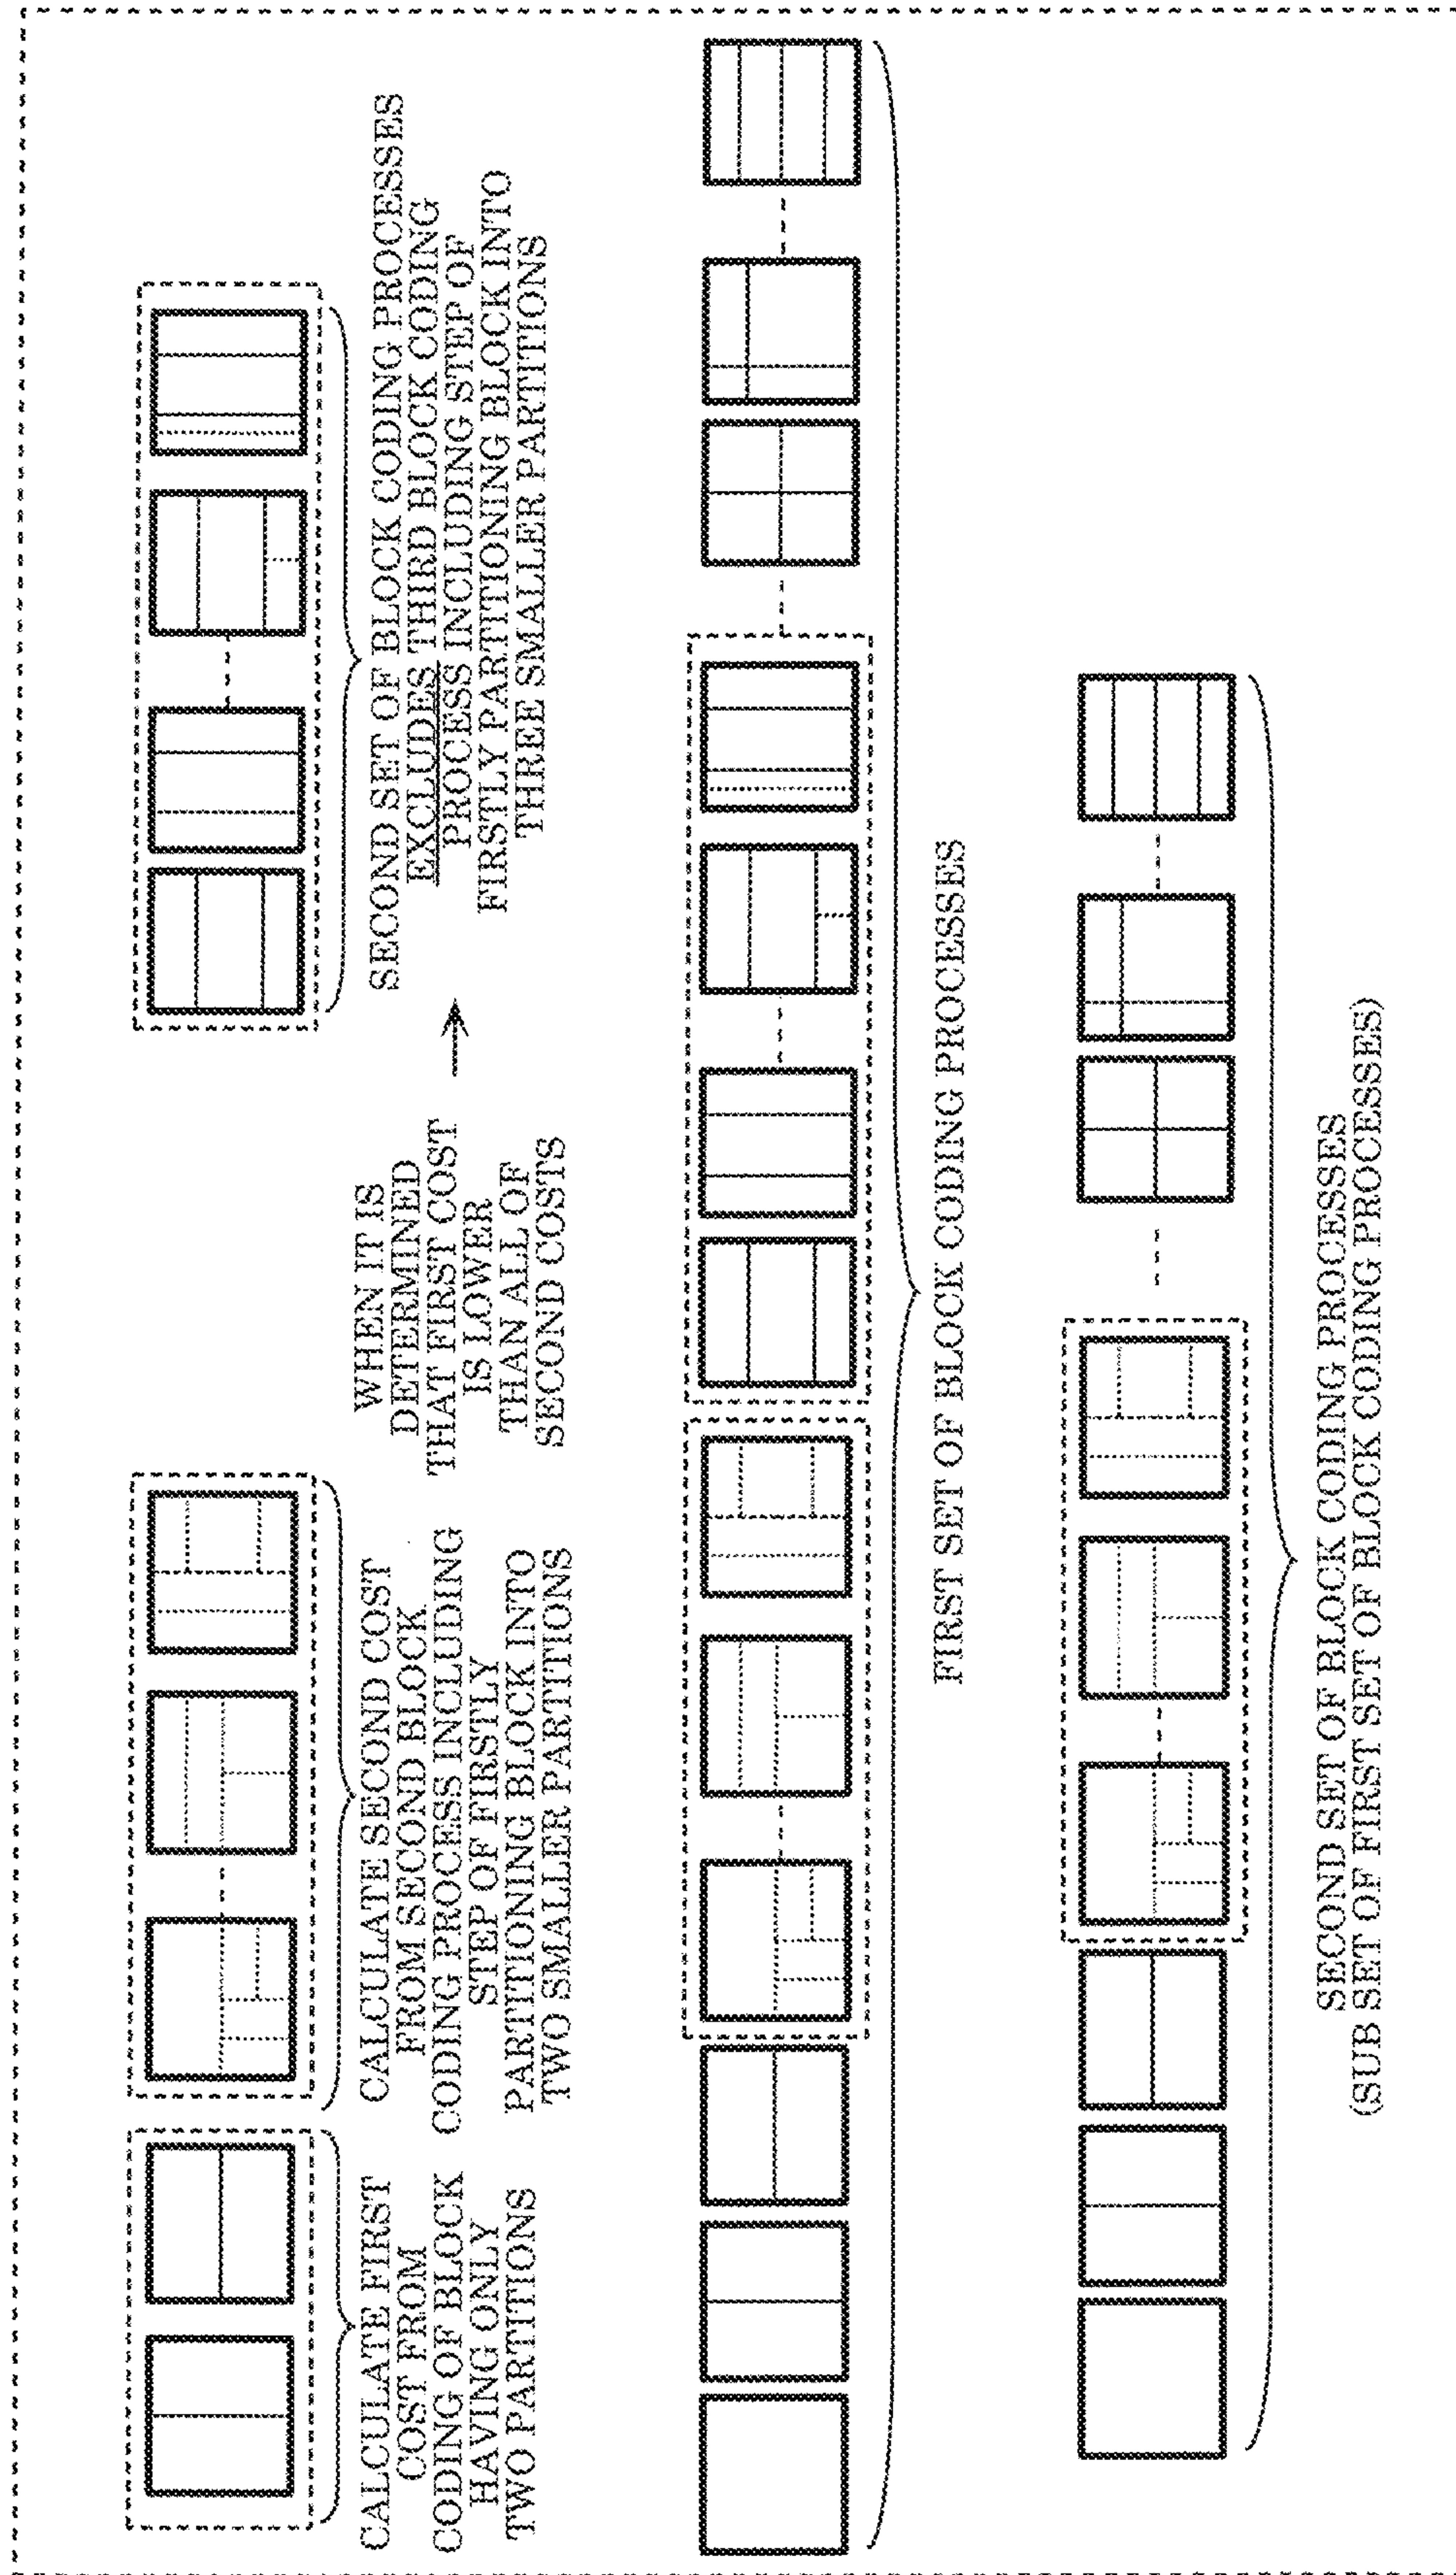 CALCULATE FIRST
COST FROM
CODING OF BLOCK
HAVING ONLY
TWO PARTITIONS
CALCULATE SECOND COST
FROM SECOND BLOCK
CODING PROCESS INCLUDING
STEP OF FIRSTLY
PARTITIONING BLOCK INTO
TWO SMALLER PARTITIONS
WHEN IT IS
DETERMINED
THAT FIRST COST
IS LOWER
THAN ALL OF
SECOND COSTS
SECOND SET OF BLOCK CODING PROCESSES
EXCLUDES THIRD BLOCK CODING
PROCESS INCLUDING STEP OF
FIRSTLY PARTITIONING BLOCK INTO
THREE SMALLER PARTITIONS
FIRST SET OF BLOCK CODING PROCESSES
SECOND SET OF BLOCK CODING PROCESSES
(SUB SET OF FIRST SET OF BLOCK CODING PROCESSES)